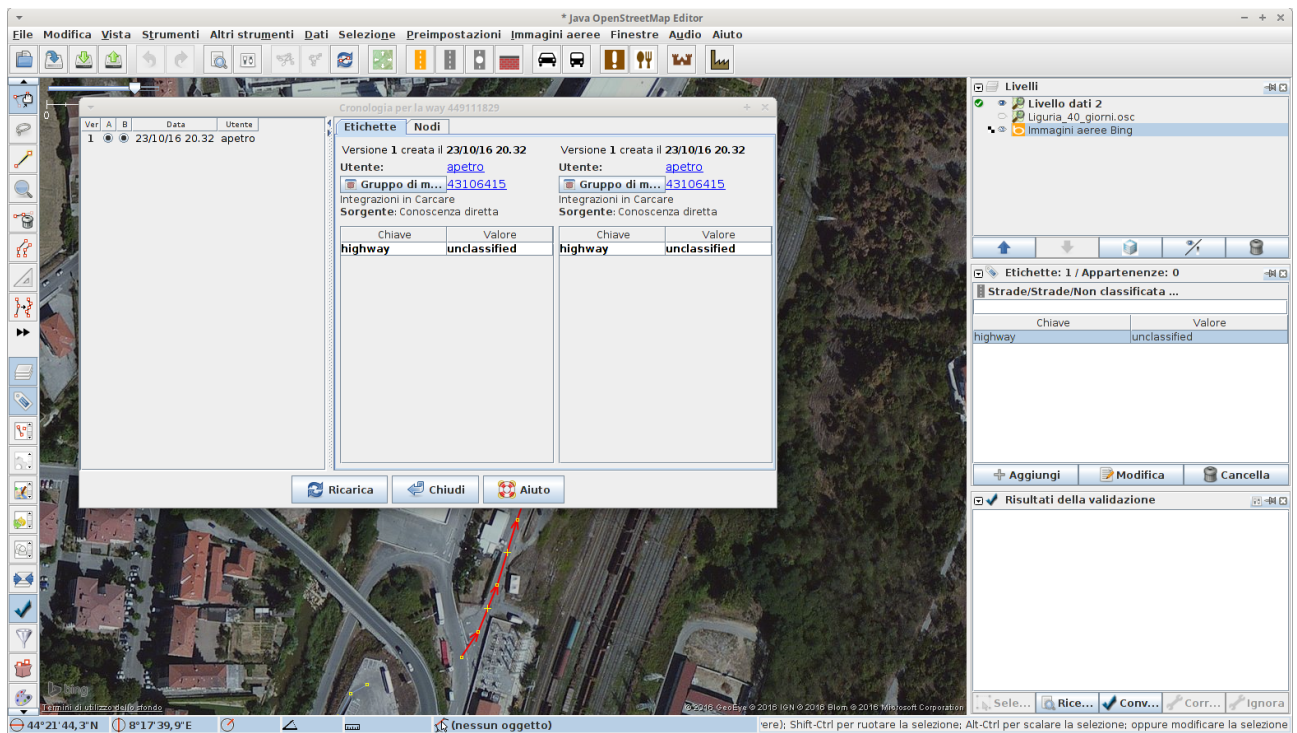 * Java OpenStreetMap Editor
File Modifica Vista Strumenti Altri strumenti Dati Selezione Preimpostazioni Immagini aeree Finestre Audio Aiuto
0
Cronologia per la way 449111829
Ver A B Data Utente
1 23/10/16 20.32 apetro
Etichette Nodi
Versione 1 creata il 23/10/16 20.32 Versione 1 creata il 23/10/16 20.32
Utente: apetro Utente: apetro
Gruppo di m... 43106415 Gruppo di m... 43106415
Integrazioni in Carcare Integrazioni in Carcare
Sorgente: Conoscenza diretta Sorgente: Conoscenza diretta
Chiave Valore Chiave Valore
highway unclassified highway unclassified
Ricarica Chiudi Aiuto
Livelli
Livello dati 2
Liguria_40_giorni.osc
Immagini aeree Bing
Etichette: 1 / Appartenenze: 0
Strade/Strade/Non classificata ...
Chiave Valore
highway unclassified
Aggiungi Modifica Cancella
Risultati della validazione
Sele... Rice... Conv... Corr... Ignora
bing
Termini di utilizzo dello sfondo
© 2016 GeoEye © 2016 IGN © 2016 Blom © 2016 Microsoft Corporation
44°21'44,3"N 8°17'39,9"E (nessun oggetto) 'ere); Shift-Ctrl per ruotare la selezione; Alt-Ctrl per scalare la selezione; oppure modificare la selezione